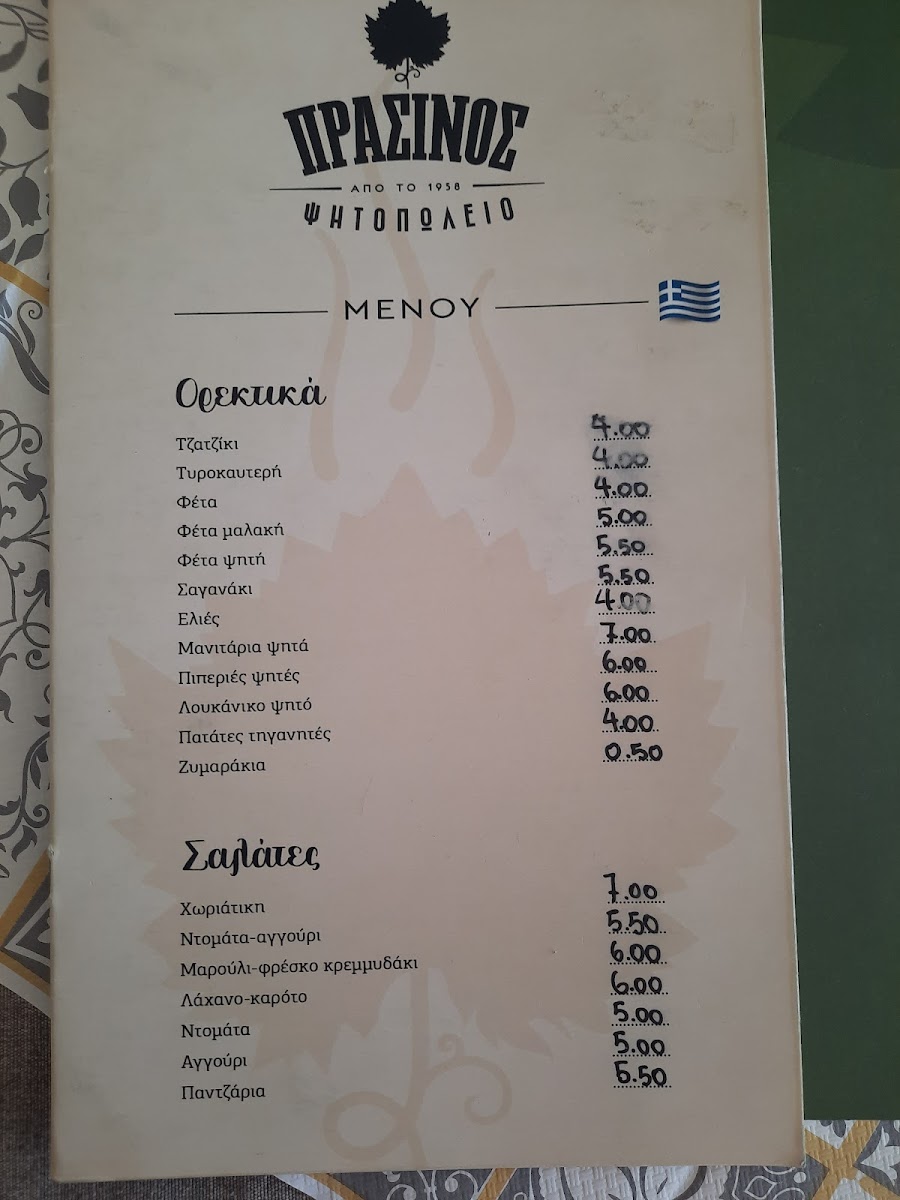 ΠΡΑΣΙΝΟΣ
ΑΠΟ ΤΟ 1958
ΨΗΤΟΠΩΛΕΙΟ
ΜΕΝΟΥ
Ορεκτικά
Τζατζίκι 4.00
Τυροκαυτερή 4.00
Φέτα 4.00
Φέτα μαλακή 5.00
Φέτα ψητή 5.50
Σαγανάκι 5.50
Ελιές 4.00
Μανιτάρια ψητά 7.00
Πιπεριές ψητές 6.00
Λουκάνικο ψητό 6.00
Πατάτες τηγανητές 4.00
Ζυμαράκια 0.50
Σαλάτες
Χωριάτικη 7.00
Ντομάτα-αγγούρι 5.50
Μαρούλι-φρέσκο κρεμμυδάκι 6.00
Λάχανο-καρότο 6.00
Ντομάτα 5.00
Αγγούρι 5.00
Παντζάρια 5.50